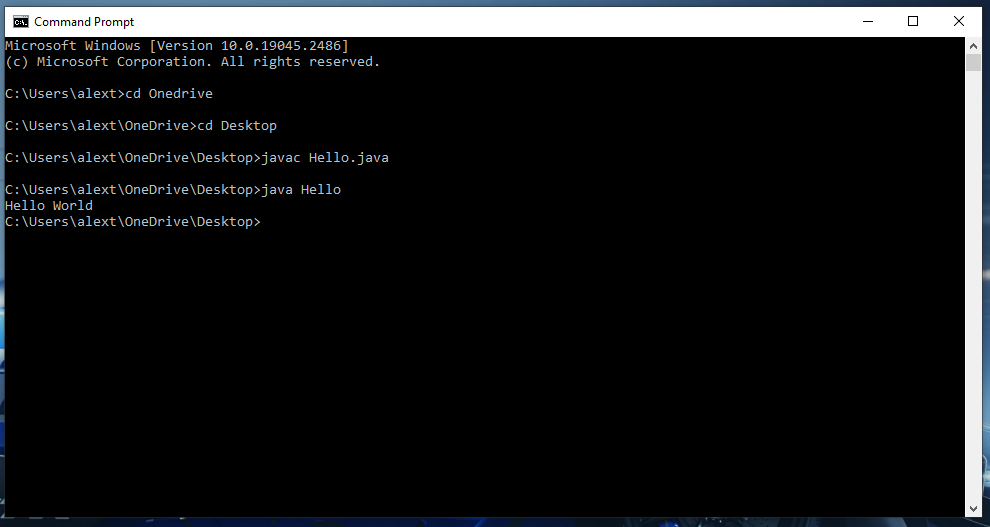 Command Prompt
Microsoft Windows [Version 10.0.19045.2486]
(c) Microsoft Corporation. All rights reserved.
C:\Users\alext>cd Onedrive
C:\Users\alext\OneDrive>cd Desktop
C:\Users\alext\OneDrive\Desktop>javac Hello.java
C:\Users\alext\OneDrive\Desktop>java Hello
Hello World
C:\Users\alext\OneDrive\Desktop>